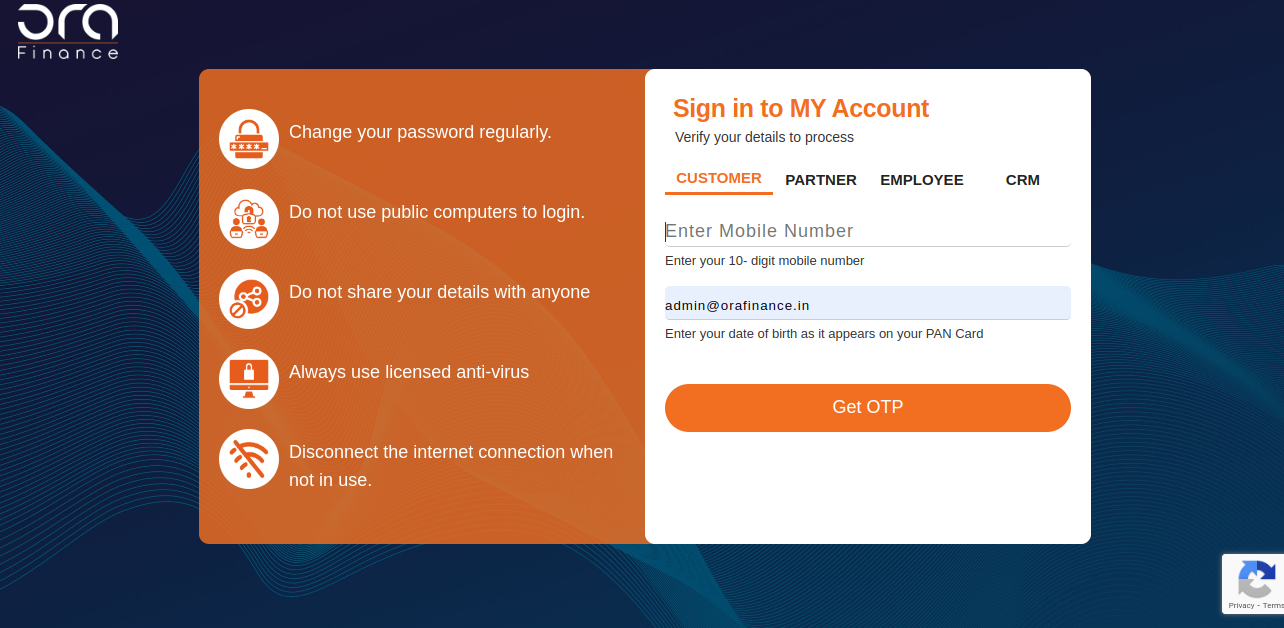 ora
Finance
Change your password regularly.
Do not use public computers to login.
Do not share your details with anyone
Always use licensed anti-virus
Disconnect the internet connection when
not in use.
Sign in to MY Account
Verify your details to process
CUSTOMER PARTNER EMPLOYEE CRM
Enter Mobile Number
Enter your 10- digit mobile number
admin@orafinance.in
Enter your date of birth as it appears on your PAN Card
Get OTP
Privacy - Terms